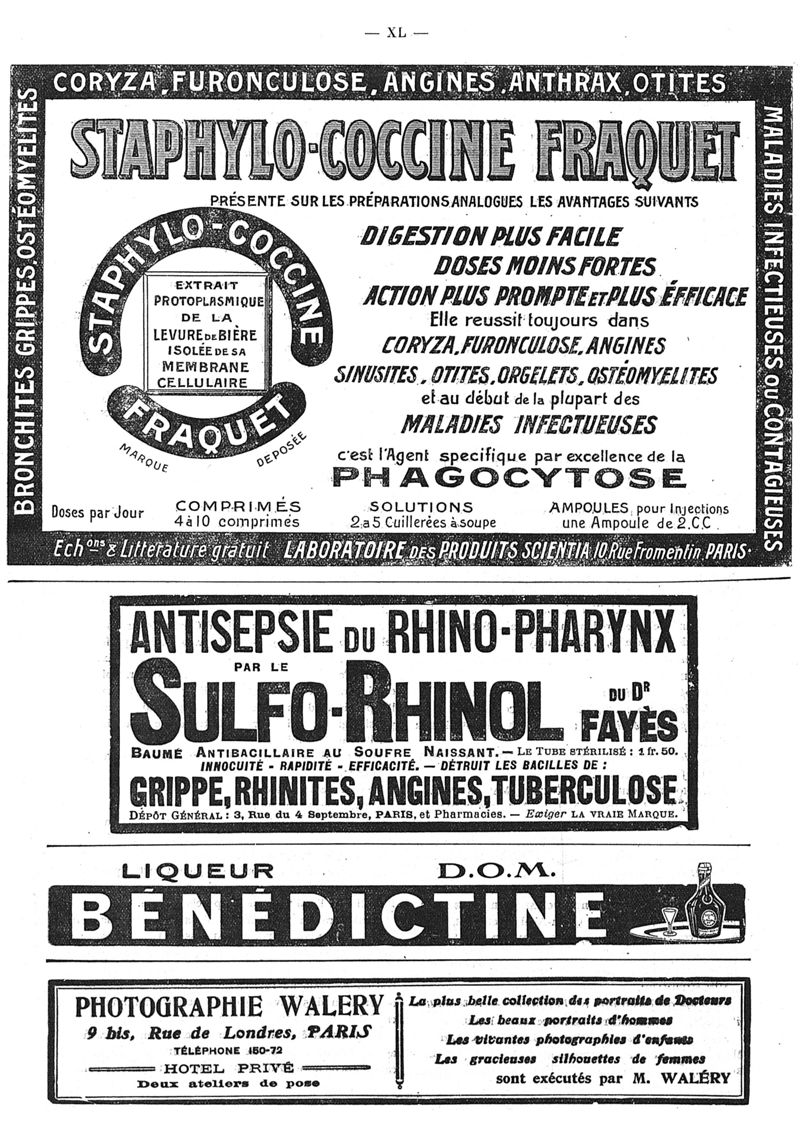 — XL —
CORYZA, FURONCULOSE, ANGINES, ANTHRAX, OTITES
BRONCHITES GRIPPES, OSTÉOMYELITES
MALADIES INFECTIEUSES OU CONTAGIEUSES
STAPHYLO-COCCINE FRAQUET
PRÉSENTE SUR LES PRÉPARATIONS ANALOGUES LES AVANTAGES SUIVANTS
STAPHYLO-COCCINE
EXTRAIT
PROTOPLASMIQUE
DE LA
LEVURE DE BIÈRE
ISOLÉE DE SA
MEMBRANE
CELLULAIRE
FRAQUET
MARQUE DEPOSÉE
DIGESTION PLUS FACILE
DOSES MOINS FORTES
ACTION PLUS PROMPTE ET PLUS ÉFFICACE
Elle reussit toujours dans
CORYZA, FURONCULOSE, ANGINES
SINUSITES, OTITES, ORGELETS, OSTÉOMYELITES
et au début de la plupart des
MALADIES INFECTUEUSES
c'est l'Agent specifique par excellence de la
PHAGOCYTOSE
Doses par Jour
COMPRIMÉS
4 à 10 comprimés
SOLUTIONS
2 a 5 Cuillerées à soupe
AMPOULES pour Injections
une Ampoule de 2.C.C
Echons & Litterature gratuit LABORATOIRE DES PRODUITS SCIENTIA 10 Rue Fromentin PARIS.
ANTISEPSIE DU RHINO-PHARYNX
PAR LE
SULFO-RHINOL DU DR FAYÈS
BAUME ANTIBACILLAIRE AU SOUFRE NAISSANT. — LE TUBE STÉRILISÉ : 1 fr. 50.
INNOCUITÉ - RAPIDITÉ - EFFICACITÉ. — DÉTRUIT LES BACILLES DE :
GRIPPE, RHINITES, ANGINES, TUBERCULOSE
DÉPÔT GÉNÉRAL : 3, Rue du 4 Septembre, PARIS, et Pharmacies. — Exiger LA VRAIE MARQUE.
LIQUEUR D.O.M.
BÉNÉDICTINE
PHOTOGRAPHIE WALERY
9 bis, Rue de Londres, PARIS
TÉLÉPHONE 150-72
HOTEL PRIVÉ
Deux ateliers de pose
La plus belle collection des portraits de Docteurs
Les beaux portraits d'hommes
Les vivantes photographies d'enfants
Les gracieuses silhouettes de femmes
sont exécutés par M. WALÉRY